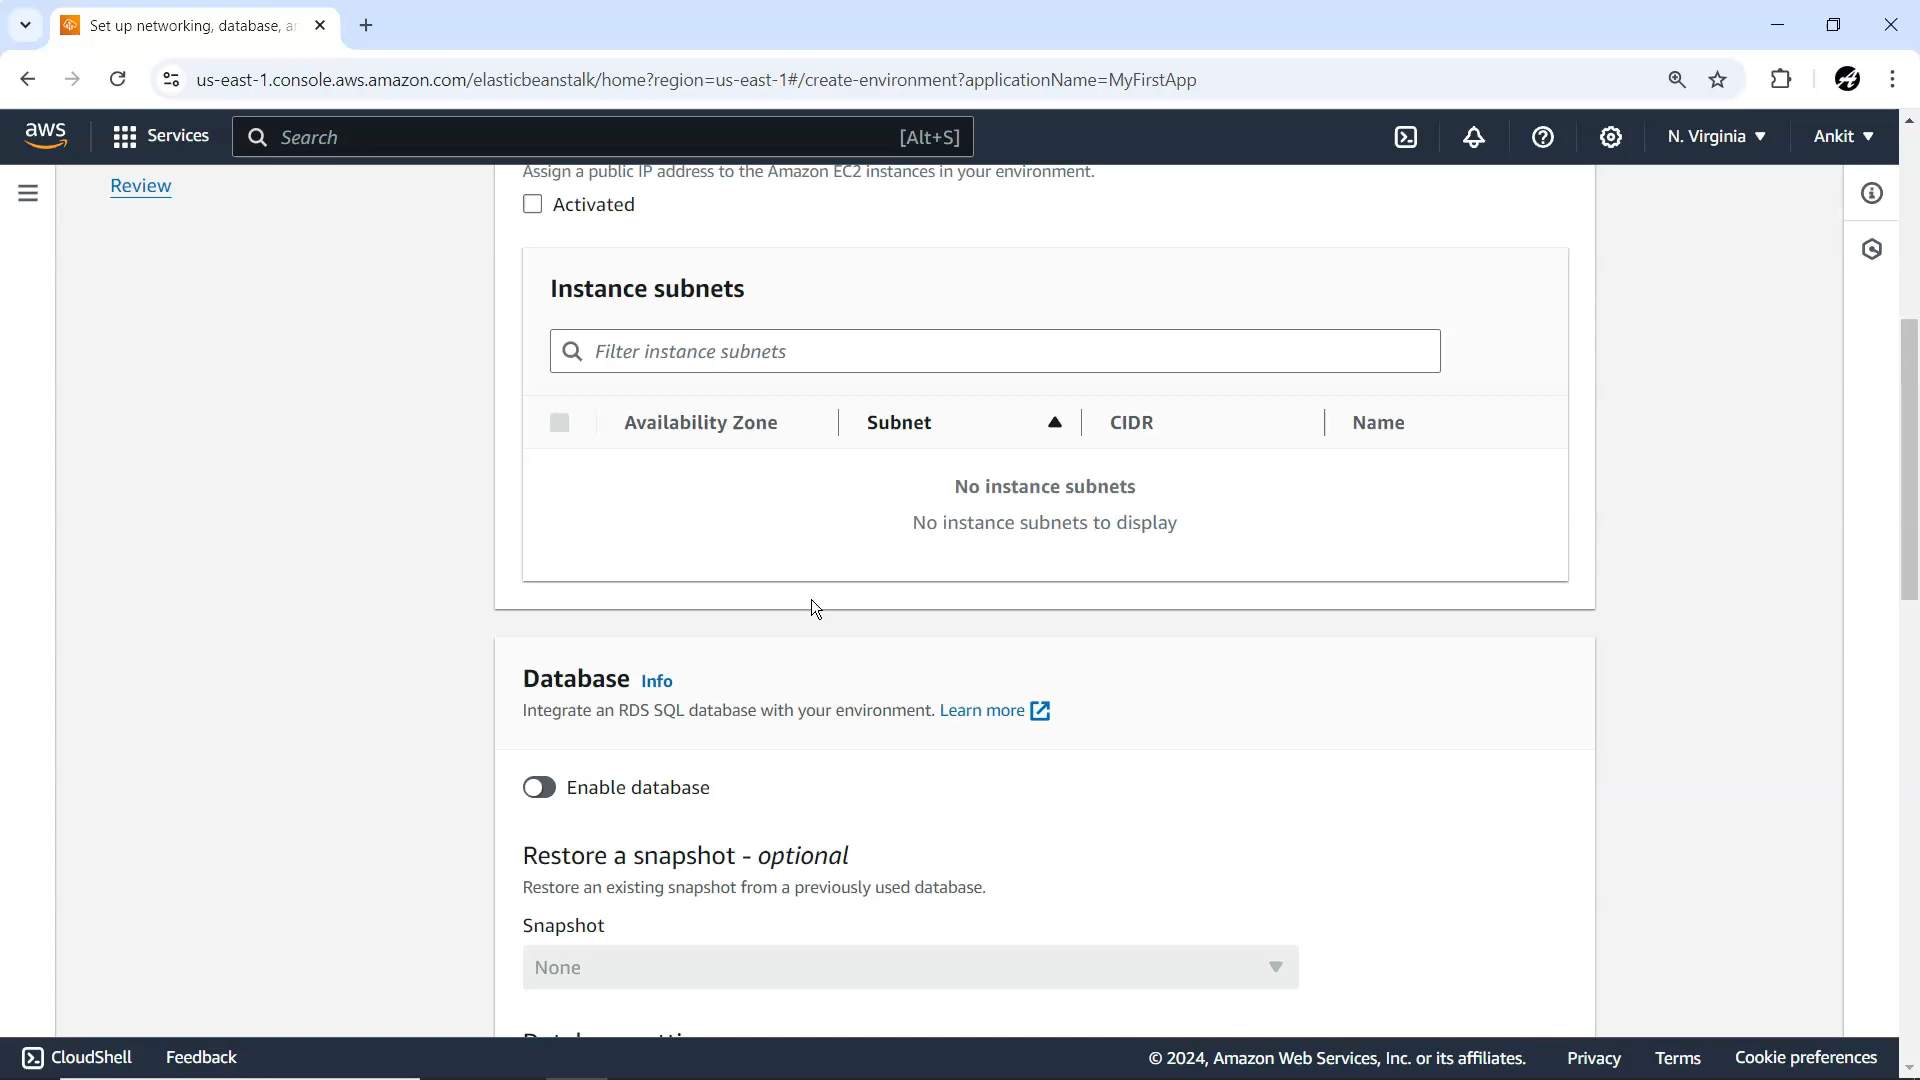 Set up networking, database, a
us-east-1.console.aws.amazon.com/elasticbeanstalk/home?region=us-east-1#/create-environment?applicationName=MyFirstApp
aws
Services
Search
[Alt+S]
N. Virginia
Ankit
Review
Assign a public IP address to the Amazon EC2 instances in your environment.
Activated
Instance subnets
Filter instance subnets
Availability Zone
Subnet
CIDR
Name
No instance subnets
No instance subnets to display
Database Info
Integrate an RDS SQL database with your environment. Learn more
Enable database
Restore a snapshot - optional
Restore an existing snapshot from a previously used database.
Snapshot
None
CloudShell
Feedback
© 2024, Amazon Web Services, Inc. or its affiliates.
Privacy
Terms
Cookie preferences